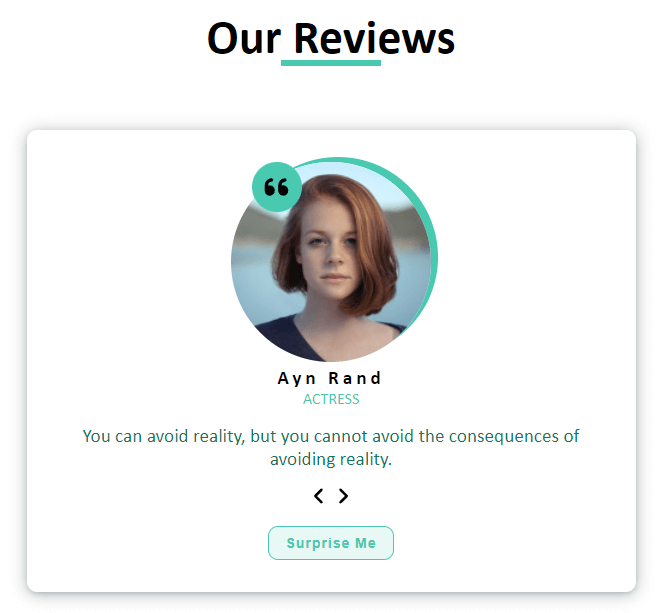 Our Reviews
“
Ayn Rand
ACTRESS
You can avoid reality, but you cannot avoid the consequences of
avoiding reality.
Surprise Me